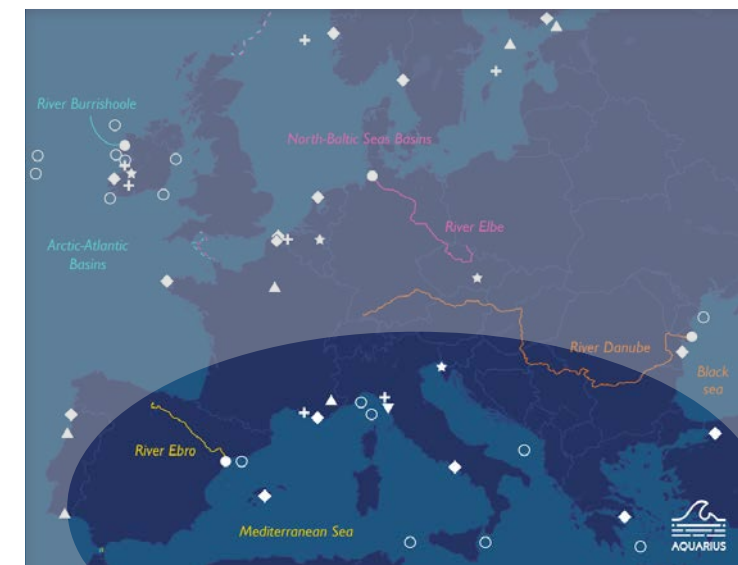 River Burrishoole
North-Baltic Seas Basins
River Elbe
Arctic-Atlantic
Basins
River Danube
Black
sea
River Ebro
Mediterranean Sea
AQUARIUS